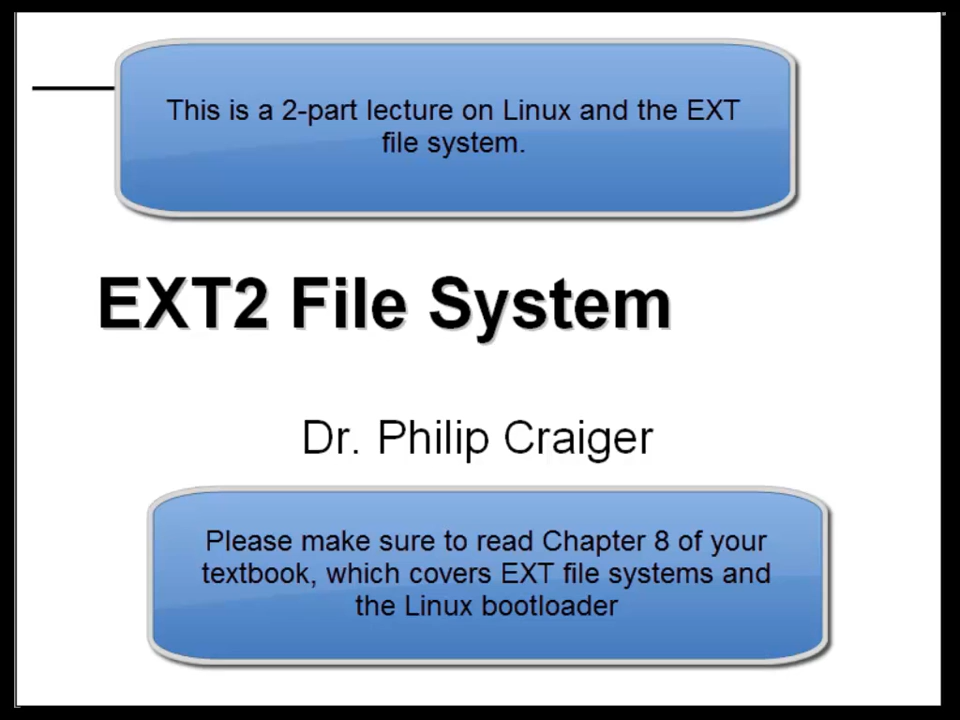 This is a 2-part lecture on Linux and the EXT
file system.
EXT2 File System
Dr. Philip Craiger
Please make sure to read Chapter 8 of your
textbook, which covers EXT file systems and
the Linux bootloader